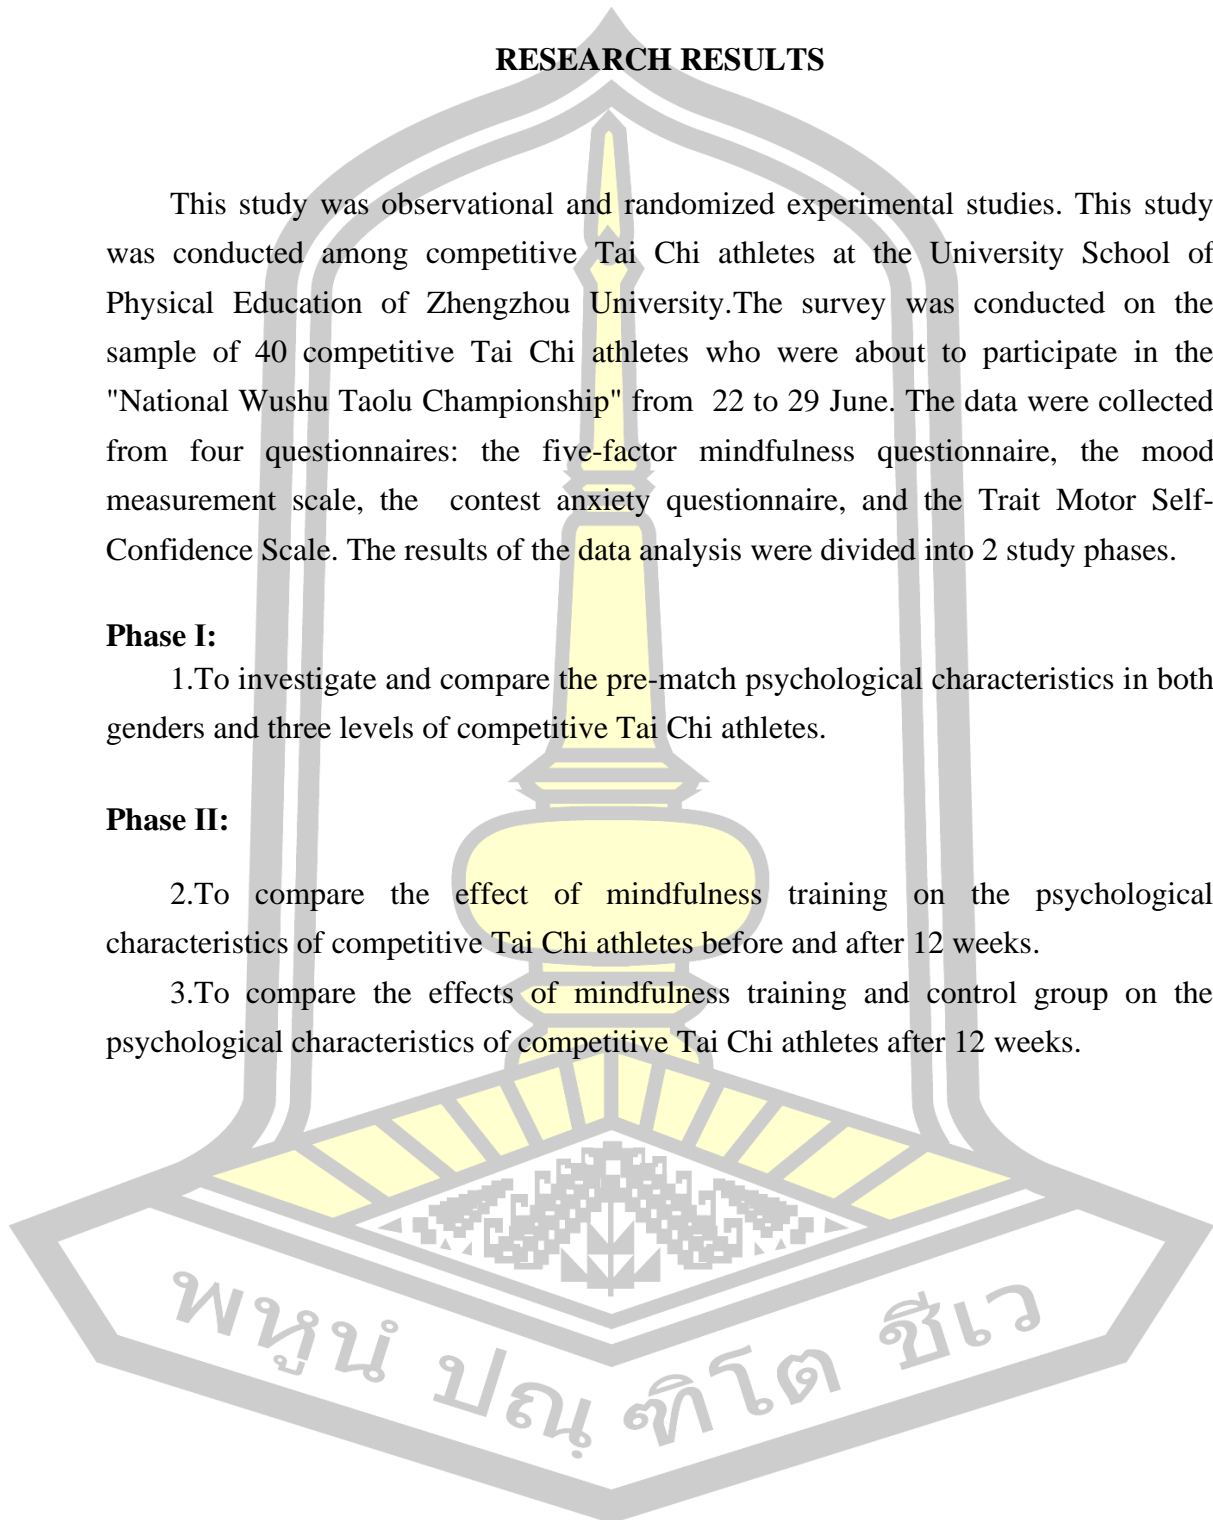 RESEARCH RESULTS
This study was observational and randomized experimental studies. This study
was conducted among competitive Tai Chi athletes at the University School of
Physical Education of Zhengzhou University.The survey was conducted on the
sample of 40 competitive Tai Chi athletes who were about to participate in the
"National Wushu Taolu Championship" from 22 to 29 June. The data were collected
from four questionnaires: the five-factor mindfulness questionnaire, the mood
measurement scale, the contest anxiety questionnaire, and the Trait Motor Self-
Confidence Scale. The results of the data analysis were divided into 2 study phases.
Phase I:
1.To investigate and compare the pre-match psychological characteristics in both
genders and three levels of competitive Tai Chi athletes.
Phase II:
2.To compare the effect of mindfulness training on the psychological
characteristics of competitive Tai Chi athletes before and after 12 weeks.
3.To compare the effects of mindfulness training and control group on the
psychological characteristics of competitive Tai Chi athletes after 12 weeks.
พหูนํ ปณฺ ฑิโต ชีเว